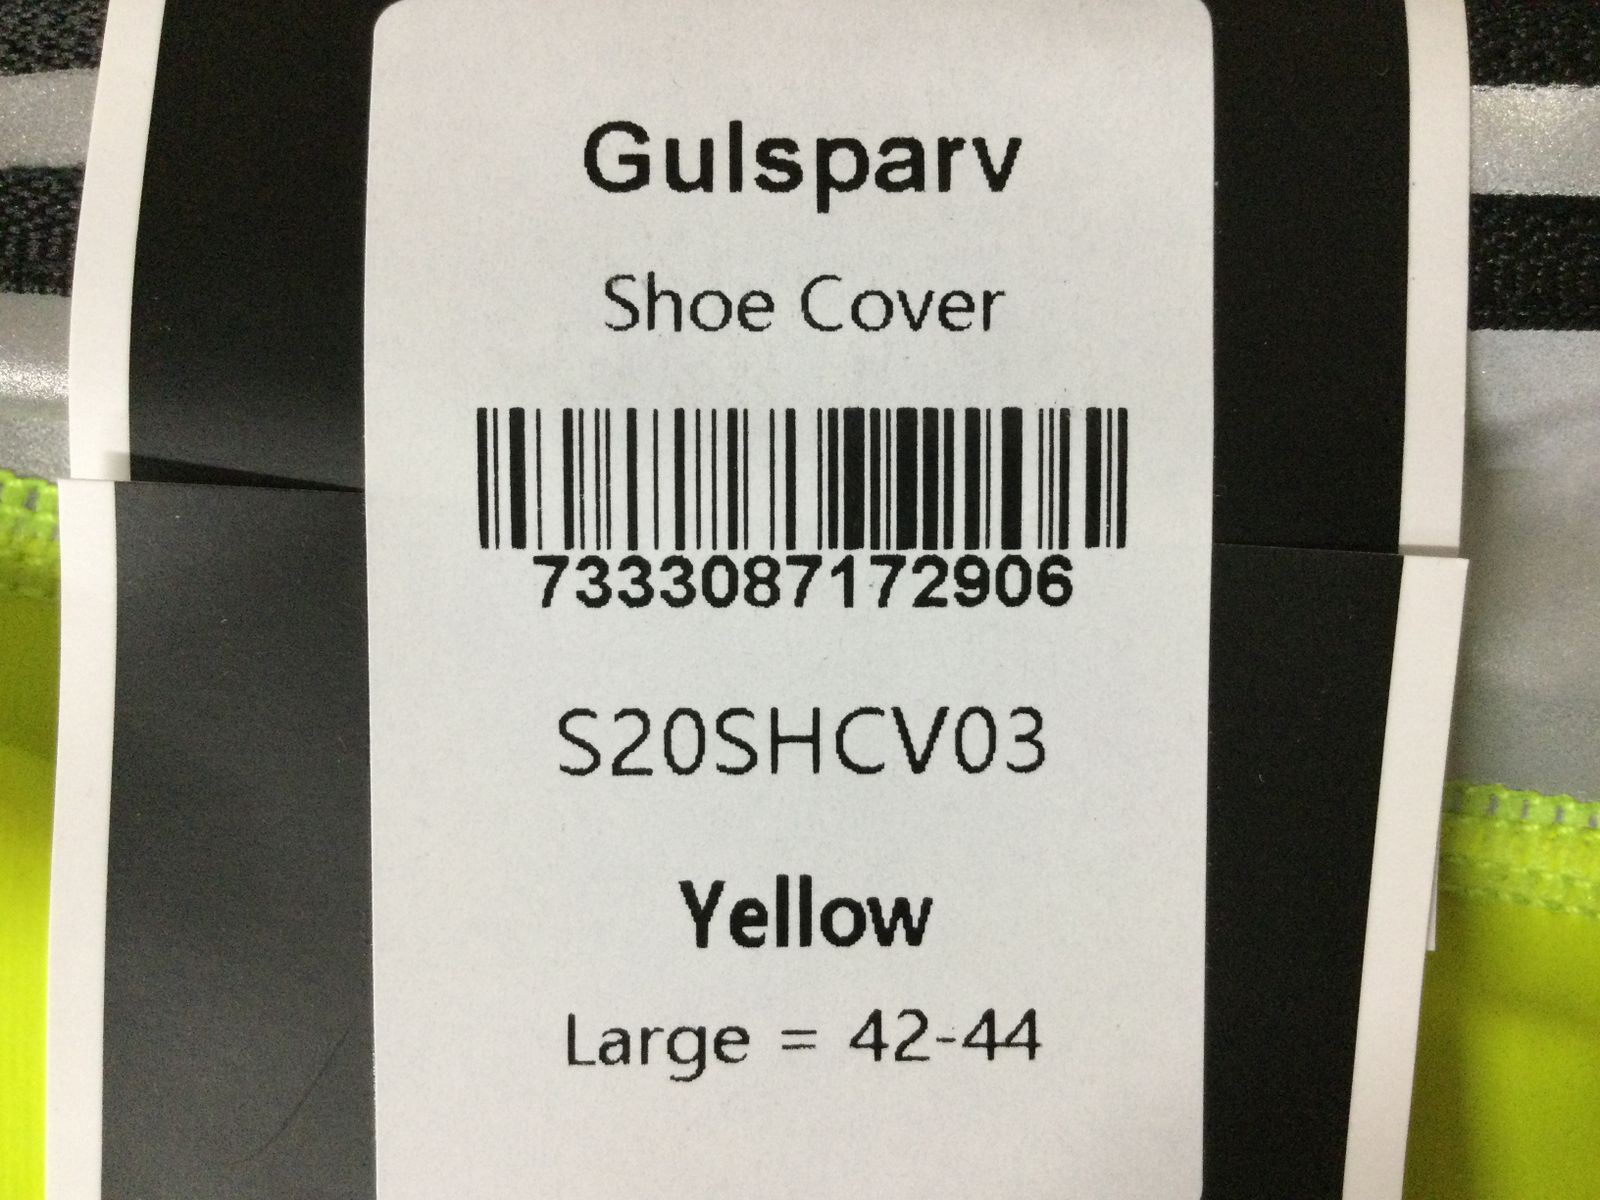 Gulsparv
Shoe Cover
7333087172906
S20SHCV03
Yellow
Large = 42-44